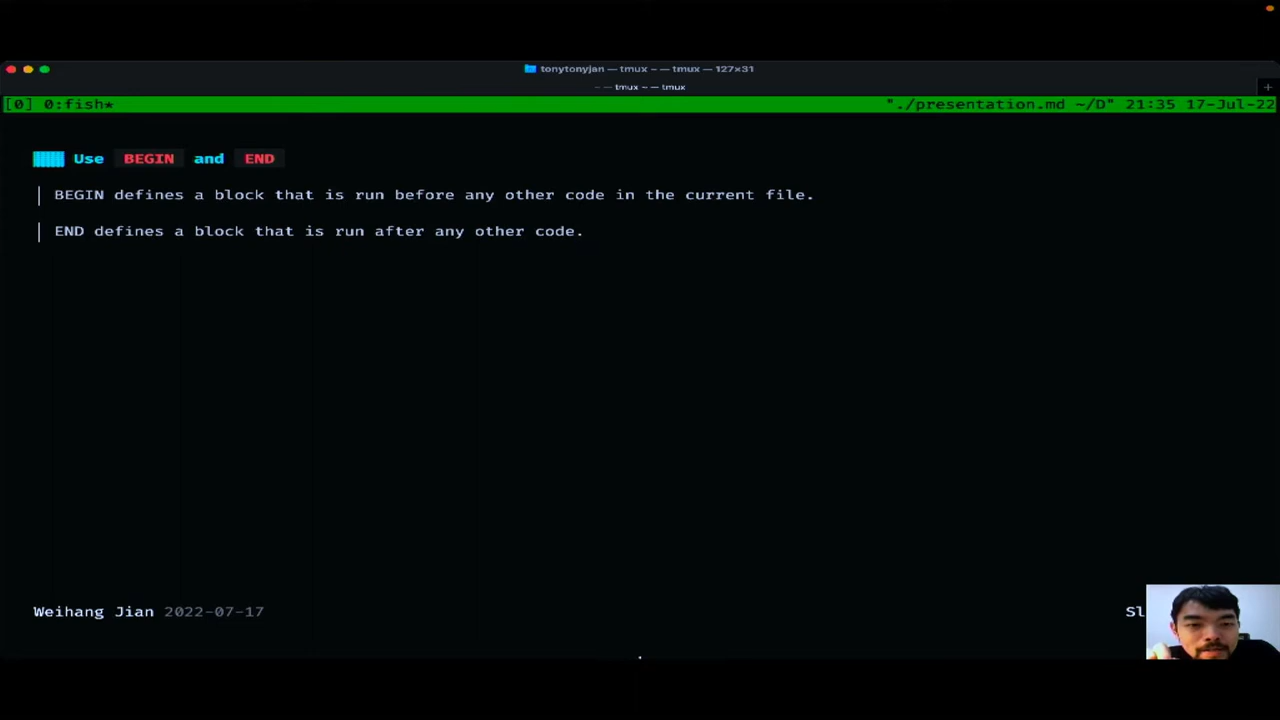 tonytonyjan — tmux - — tmux — 127×31
~ — tmux ~ — tmux
[0] 0:fish* "./presentation.md ~/D" 21:35 17-Jul-22
Use BEGIN and END
BEGIN defines a block that is run before any other code in the current file.
END defines a block that is run after any other code.
Weihang Jian 2022-07-17
Sl